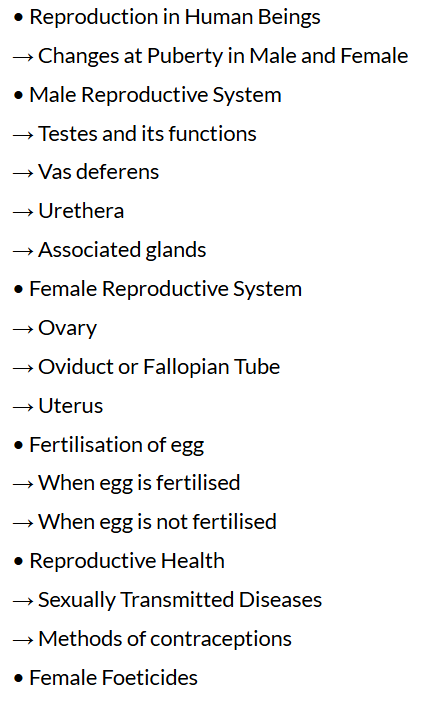 • Reproduction in Human Beings
→ Changes at Puberty in Male and Female
• Male Reproductive System
→ Testes and its functions
→ Vas deferens
→ Urethera
→ Associated glands
• Female Reproductive System
→ Ovary
→ Oviduct or Fallopian Tube
→ Uterus
• Fertilisation of egg
→ When egg is fertilised
→ When egg is not fertilised
• Reproductive Health
→ Sexually Transmitted Diseases
→ Methods of contraceptions
• Female Foeticides